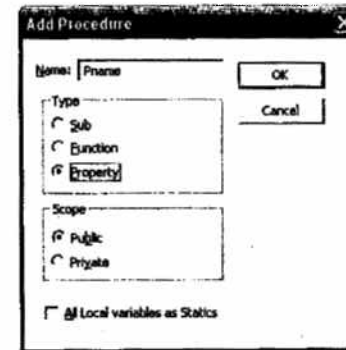 Add Procedure
Name: Pname
OK
Cancel
Type
Sub
Function
Property
Scope
Public
Private
All Local variables as Statics